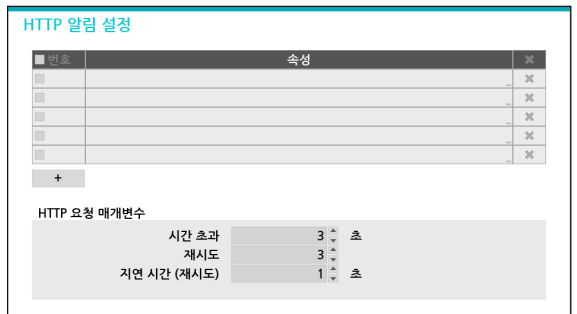 HTTP 알림 설정
번호 속성 ✖
... ✖
... ✖
... ✖
... ✖
... ✖
+
HTTP 요청 매개변수
시간 초과 3 초
재시도 3
지연 시간 (재시도) 1 초